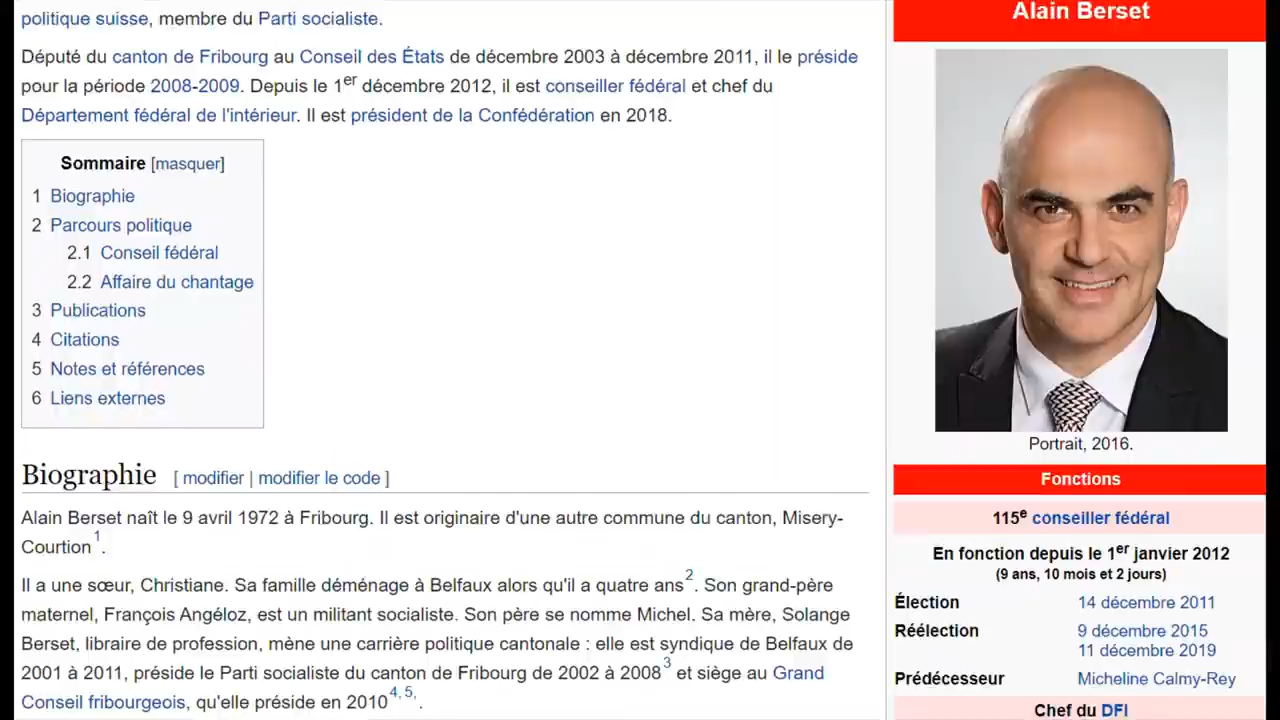 politique suisse, membre du Parti socialiste.
Député du canton de Fribourg au Conseil des États de décembre 2003 à décembre 2011, il le préside
pour la période 2008-2009. Depuis le 1er décembre 2012, il est conseiller fédéral et chef du
Département fédéral de l'intérieur. Il est président de la Confédération en 2018.
Sommaire [masquer]
1 Biographie
2 Parcours politique
2.1 Conseil fédéral
2.2 Affaire du chantage
3 Publications
4 Citations
5 Notes et références
6 Liens externes
Biographie [ modifier | modifier le code ]
Alain Berset naît le 9 avril 1972 à Fribourg. Il est originaire d'une autre commune du canton, Misery-
Courtion 1.
Il a une sœur, Christiane. Sa famille déménage à Belfaux alors qu'il a quatre ans 2. Son grand-père
maternel, François Angéloz, est un militant socialiste. Son père se nomme Michel. Sa mère, Solange
Berset, libraire de profession, mène une carrière politique cantonale : elle est syndique de Belfaux de
2001 à 2011, préside le Parti socialiste du canton de Fribourg de 2002 à 2008 3 et siège au Grand
Conseil fribourgeois, qu'elle préside en 2010 4, 5,.
Alain Berset
Portrait, 2016.
Fonctions
115e conseiller fédéral
En fonction depuis le 1er janvier 2012
(9 ans, 10 mois et 2 jours)
Élection 14 décembre 2011
Réélection 9 décembre 2015
11 décembre 2019
Prédécesseur Micheline Calmy-Rey
Chef du DFI